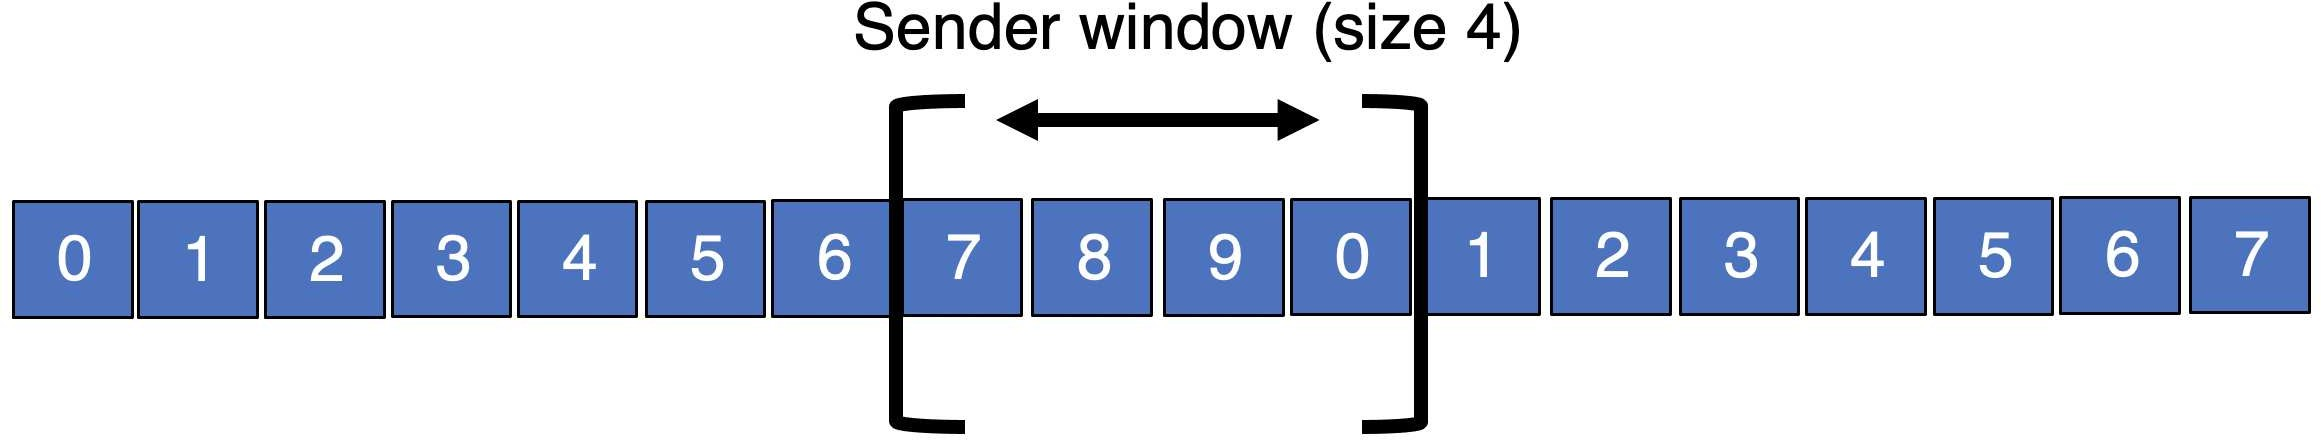 Sender window (size 4)
0 1 2 3 4 5 6 7 8 9 0 1 2 3 4 5 6 7